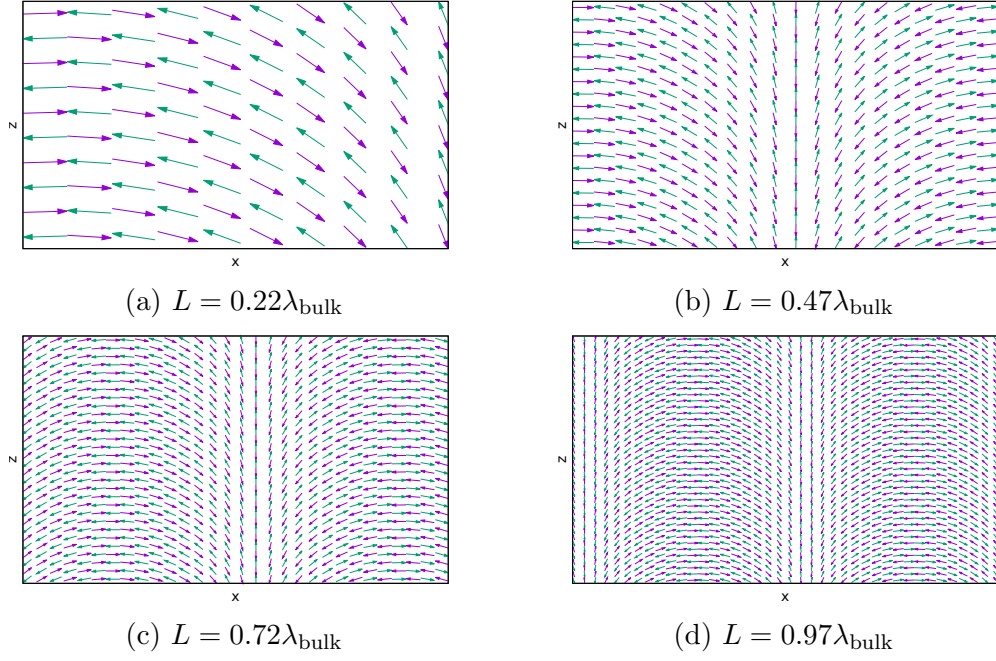 z
x
(a) L = 0.22λbulk
z
x
(b) L = 0.47λbulk
z
x
(c) L = 0.72λbulk
z
x
(d) L = 0.97λbulk